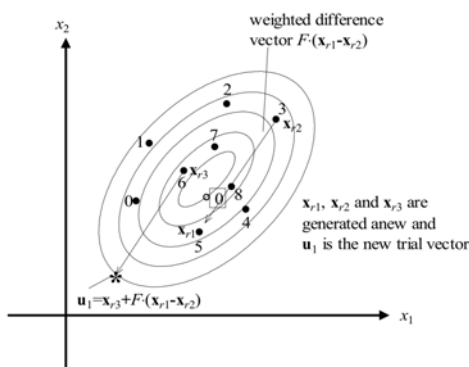 x2
weighted difference
vector F·(xr1-xr2)
2
3
xr2
1
7
xr3
6
0
0
8
xr1
5
4
xr1, xr2 and xr3 are
generated anew and
u1 is the new trial vector
*
u1=xr3+F·(xr1-xr2)
x1